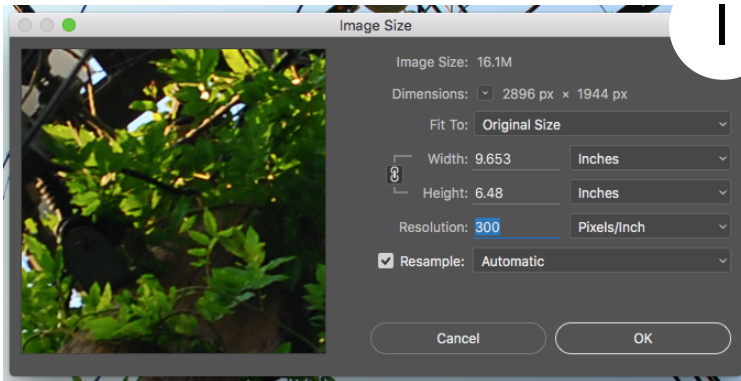 Image Size
1
Image Size: 16.1M
Dimensions: 2896 px × 1944 px
Fit To: Original Size
Width: 9.653 Inches
Height: 6.48 Inches
Resolution: 300 Pixels/Inch
Resample: Automatic
Cancel OK